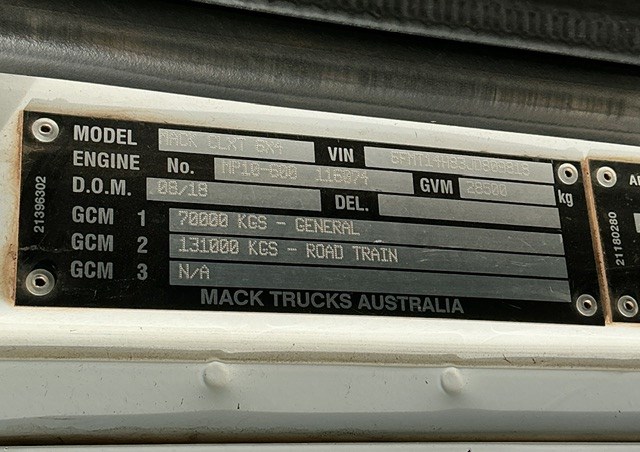 MODEL MACK CLXT 6X4 VIN
ENGINE No. MP10-600 GVM 28500 kg
D.O.M. 08/18 DEL.
GCM 1 70000 KGS - GENERAL
GCM 2 131000 KGS - ROAD TRAIN
GCM 3 N/A
MACK TRUCKS AUSTRALIA
21396302
21180280